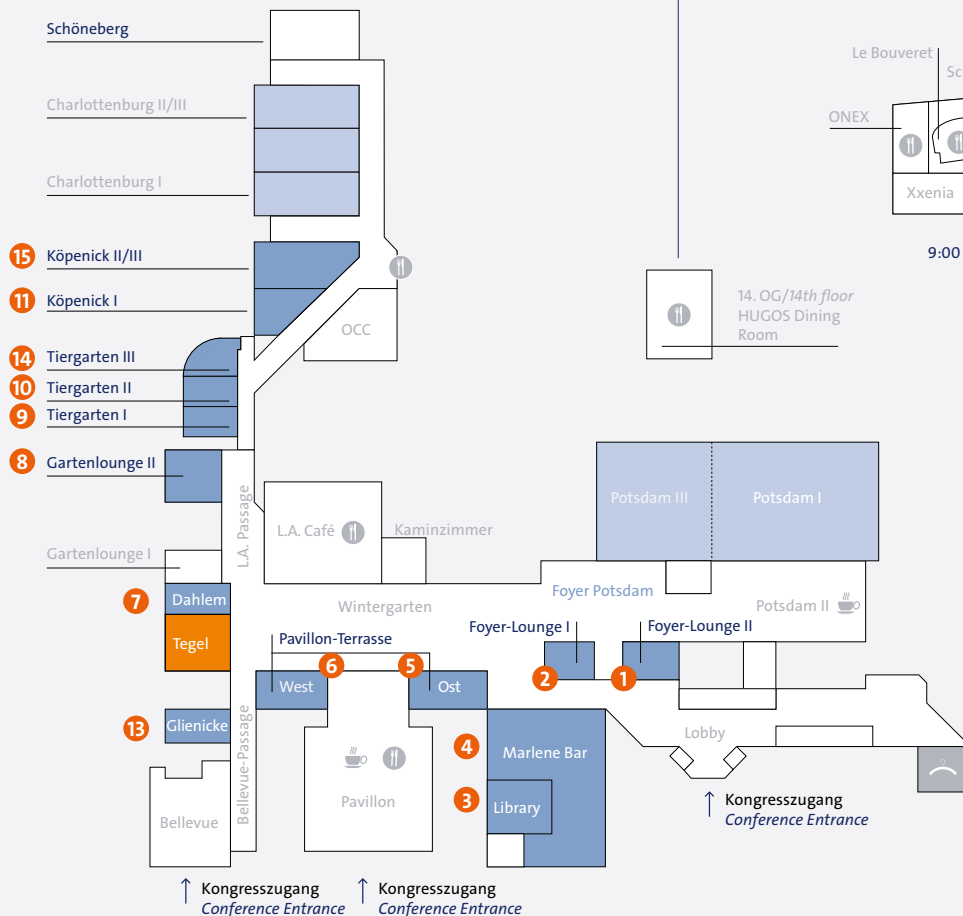 Schöneberg
Le Bouveret
Sc
Charlottenburg II/III
ONEX
Charlottenburg I
Xxenia
15 Köpenick II/III
9:00
11 Köpenick I
14. OG/14th floor
HUGOS Dining
Room
OCC
14 Tiergarten III
10 Tiergarten II
9 Tiergarten I
8 Gartenlounge II
Potsdam III
Potsdam I
L.A. Passage
L.A. Café
Kaminzimmer
Gartenlounge I
7 Dahlem
Wintergarten
Foyer Potsdam
Potsdam II
Tegel
Pavillon-Terrasse
Foyer-Lounge I
Foyer-Lounge II
6
5
2
1
West
Ost
13 Glienicke
Bellevue-Passage
4 Marlene Bar
Lobby
2
3 Library
Pavillon
Bellevue
Kongresszugang
Conference Entrance
Kongresszugang
Conference Entrance
Kongresszugang
Conference Entrance